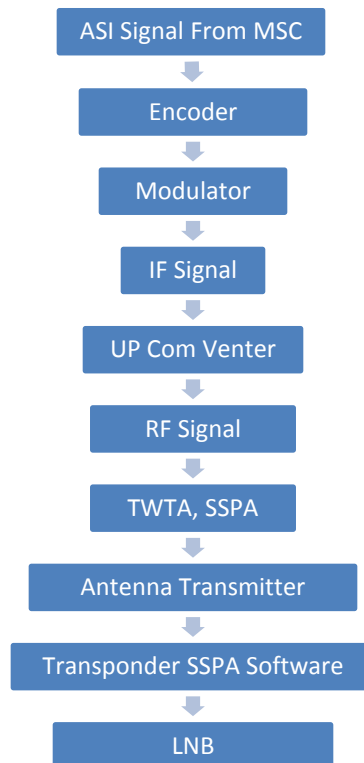 ASI Signal From MSC
Encoder
Modulator
IF Signal
UP Com Venter
RF Signal
TWTA, SSPA
Antenna Transmitter
Transponder SSPA Software
LNB